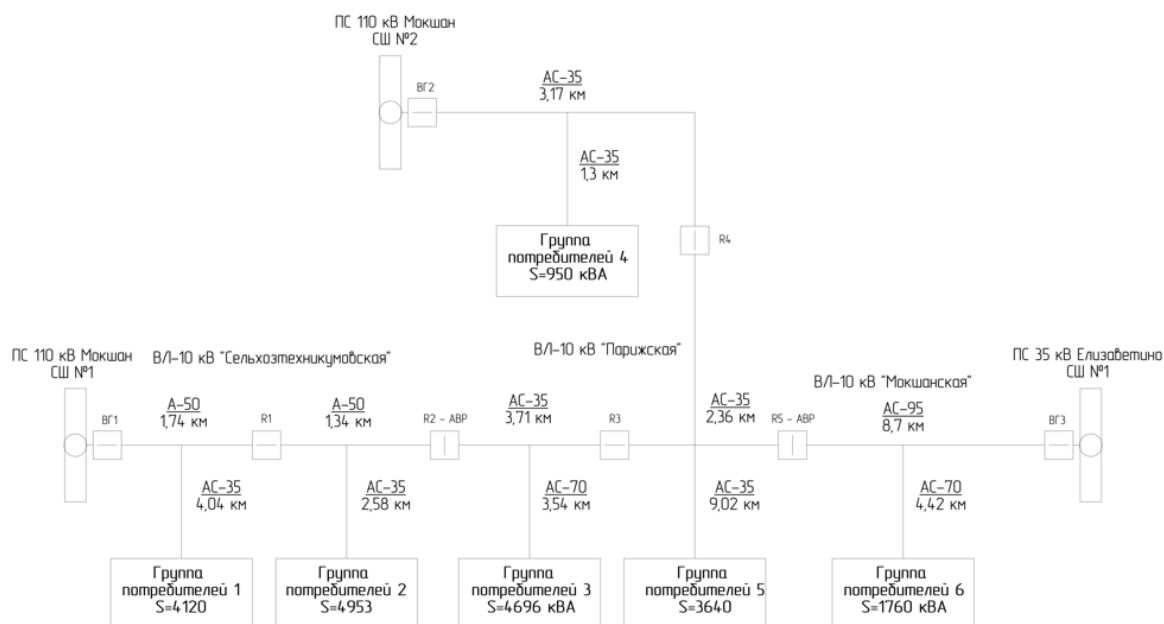 ПС 110 кВ Мокшан
СШ №2
ВГ2
АС-35
3,17 км
АС-35
1,3 км
Группа
потребителей 4
S=950 кВА
R4
ПС 110 кВ Мокшан
СШ №1
ВЛ-10 кВ "Сельхозтехникумовская"
ВЛ-10 кВ "Парижская"
ВЛ-10 кВ "Мокшанская"
ПС 35 кВ Елизаветино
СШ №1
ВГ1
А-50
1,74 км
R1
А-50
1,34 км
R2 - АВР
АС-35
3,71 км
R3
АС-35
2,36 км
R5 - АВР
АС-95
8,7 км
ВГ3
АС-35
4,04 км
АС-35
2,58 км
АС-70
3,54 км
АС-35
9,02 км
АС-70
4,42 км
Группа
потребителей 1
S=4120
Группа
потребителей 2
S=4953
Группа
потребителей 3
S=4696 кВА
Группа
потребителей 5
S=3640
Группа
потребителей 6
S=1760 кВА